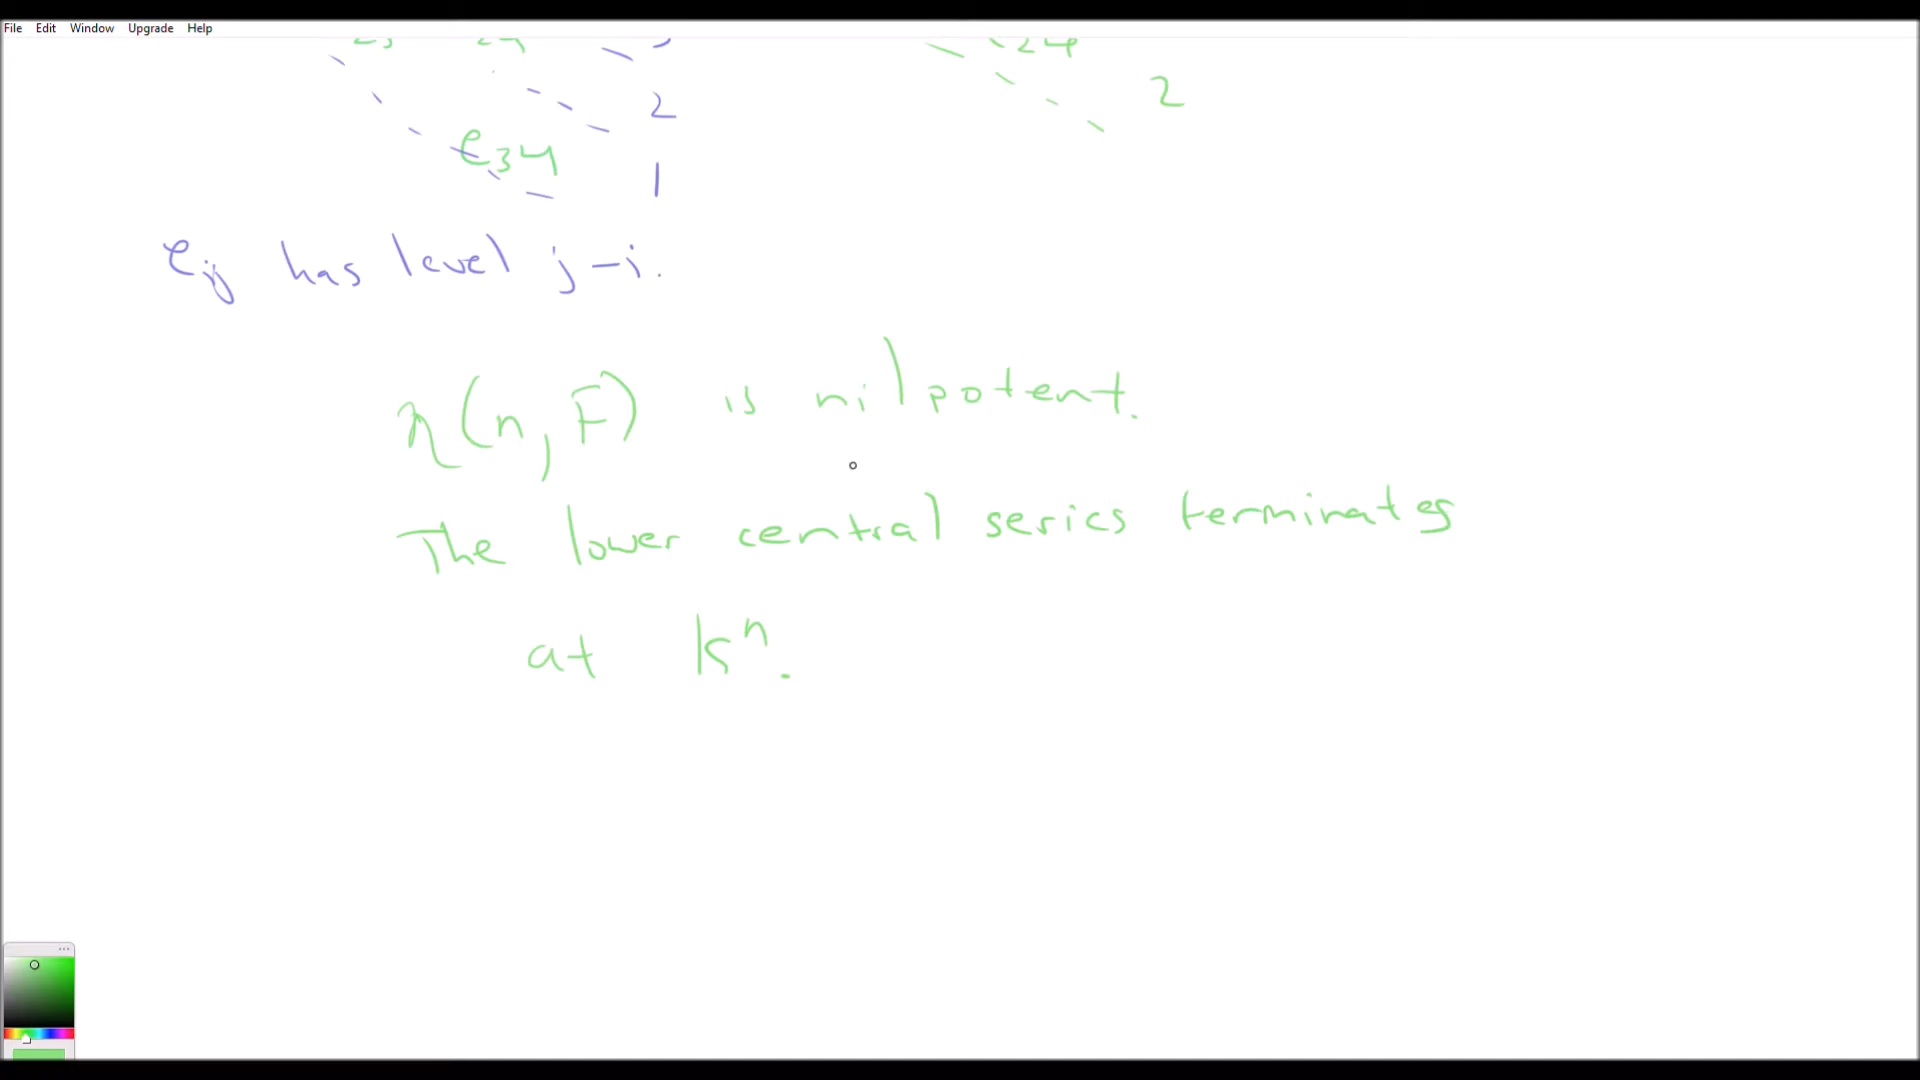 File Edit Window Upgrade Help
24
2 2
e34 1
eij has level j-i.
η(n, F) is nilpotent.
The lower central series terminates
at k^n.